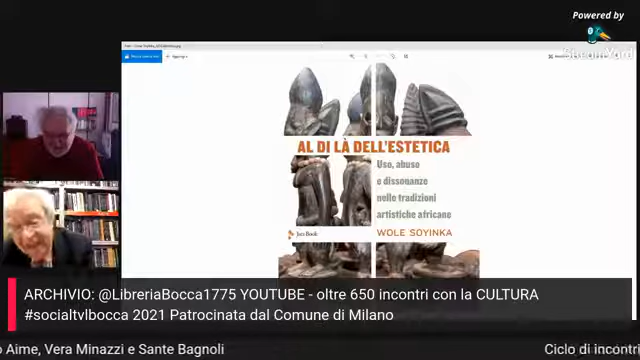 Powered by
StreamYard
AL DI LÀ DELL'ESTETICA
Uso, abuso
e dissonanze
nelle tradizioni
artistiche africane
Jaca Book
WOLE SOYINKA
ARCHIVIO: @LibreriaBocca1775 YOUTUBE - oltre 650 incontri con la CULTURA
#socialtvlbocca 2021 Patrocinata dal Comune di Milano
o Aime, Vera Minazzi e Sante Bagnoli
Ciclo di incontri